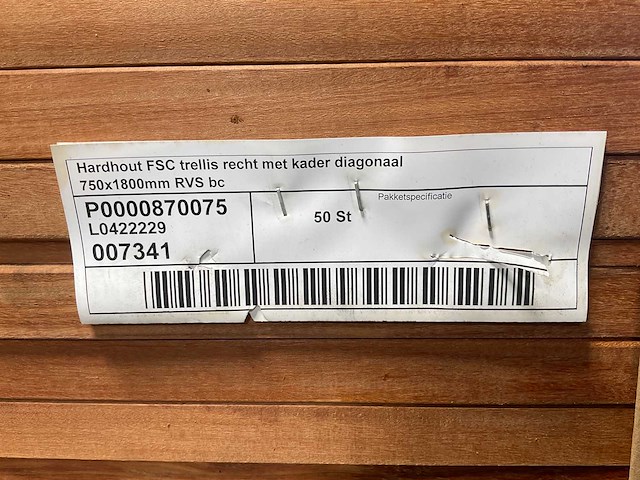 Hardhout FSC trellis recht met kader diagonaal
750x1800mm RVS bc
P0000870075
L0422229
007341
50 St
Pakketspecificatie